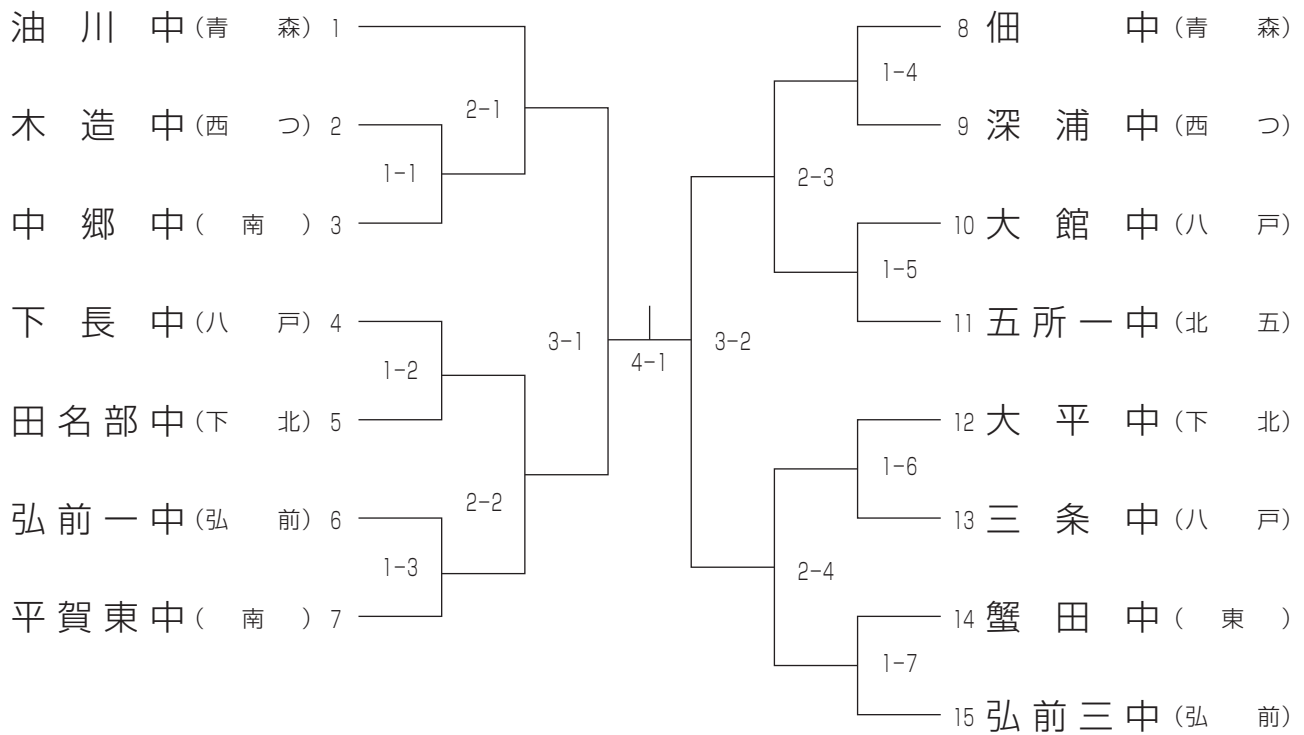 油川中(青森) 1
2-1
木造中(西つ) 2
1-1
中郷中(南) 3
下長中(八戸) 4
1-2
田名部中(下北) 5
2-2
弘前一中(弘前) 6
1-3
平賀東中(南) 7
3-1
4-1
3-2
8 佃中(青森)
1-4
9 深浦中(西つ)
2-3
10 大館中(八戸)
1-5
11 五所一中(北五)
12 大平中(下北)
1-6
13 三条中(八戸)
2-4
14 蟹田中(東)
1-7
15 弘前三中(弘前)